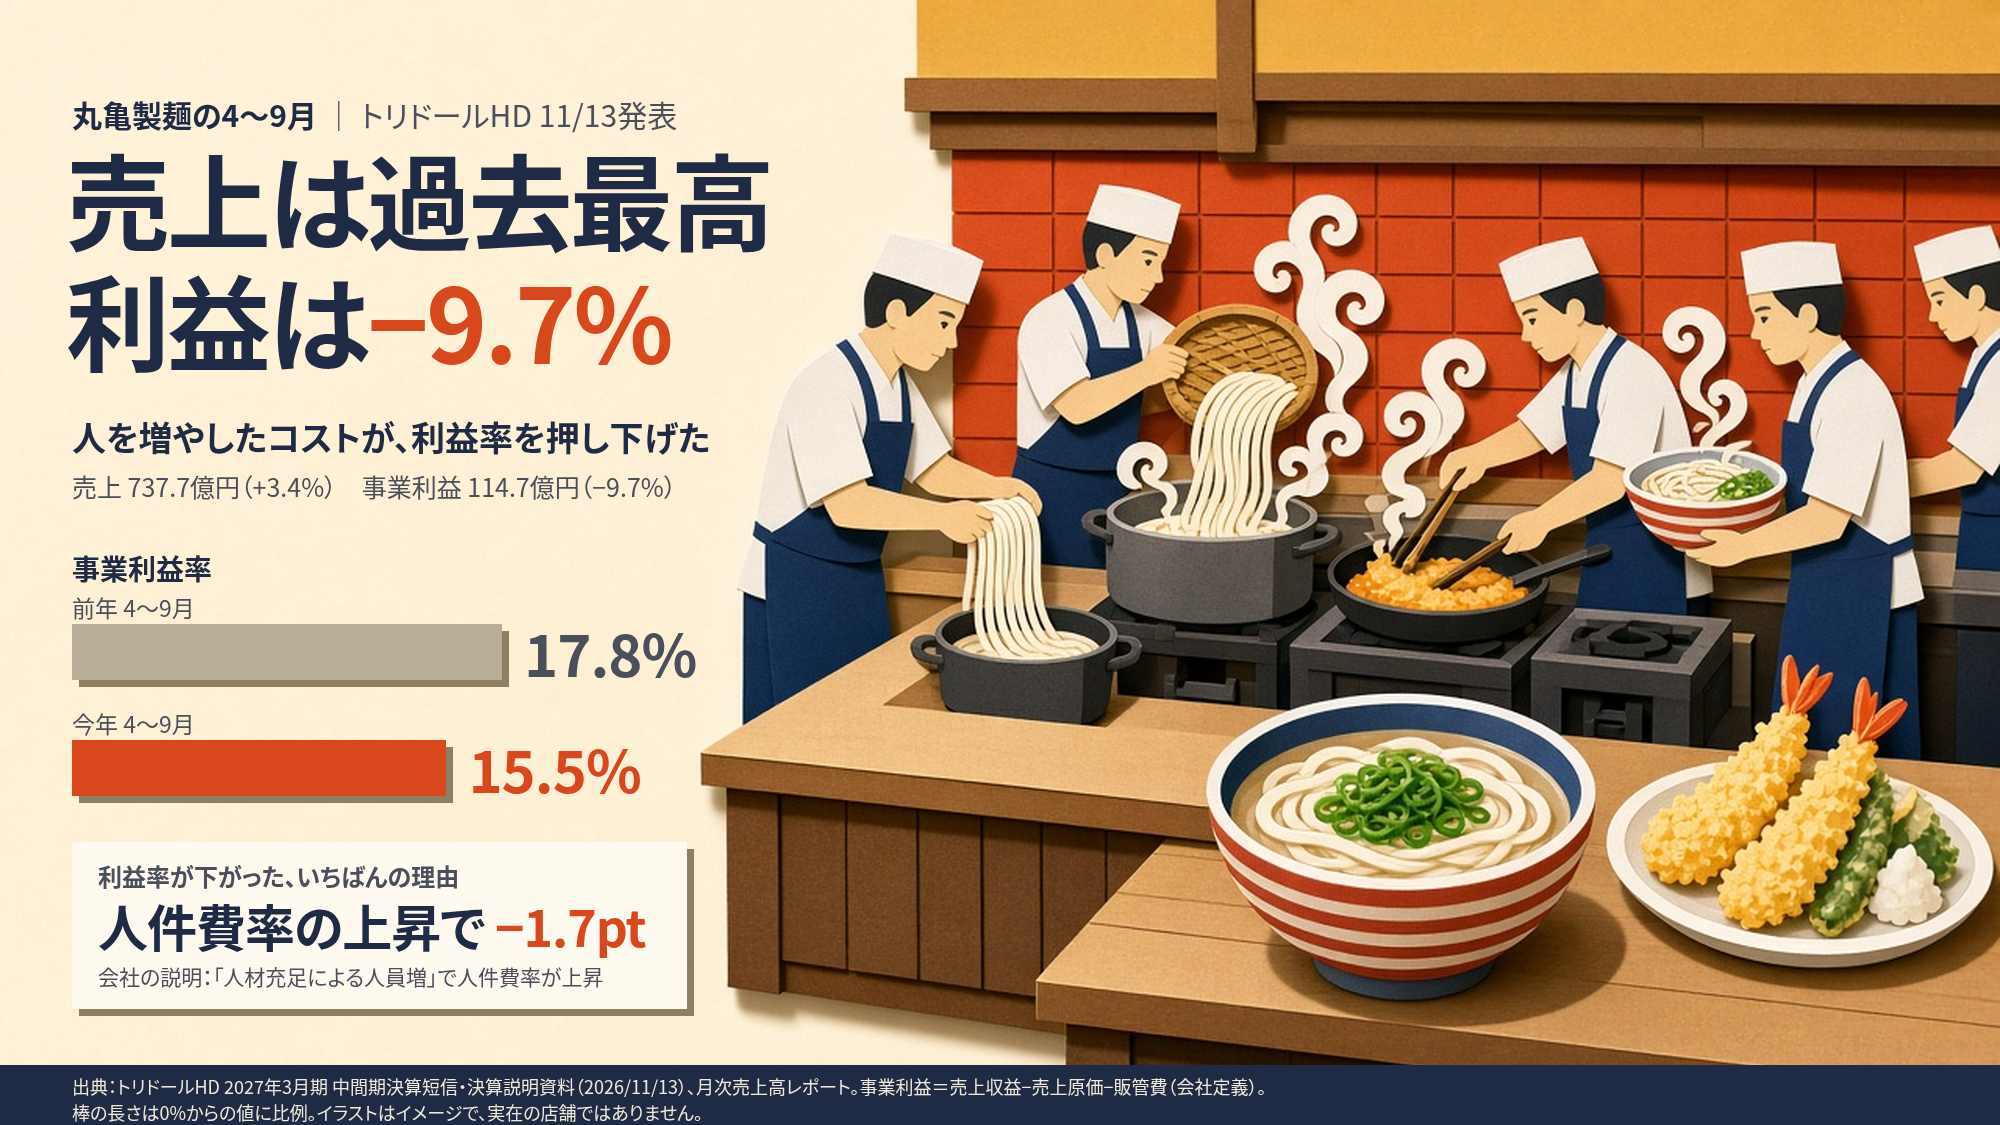 丸亀製麺の4〜9月｜トリドールHD 11/13発表
売上は過去最高
利益は−9.7%
人を増やしたコストが、利益率を押し下げた
売上 737.7億円（+3.4%）　事業利益 114.7億円（−9.7%）
事業利益率
前年 4〜9月
17.8%
今年 4〜9月
15.5%
利益率が下がった、いちばんの理由
人件費率の上昇で −1.7pt
会社の説明：「人材充足による人員増」で人件費率が上昇
出典：トリドールHD 2027年3月期 中間期決算短信・決算説明資料（2026/11/13）、月次売上高レポート。事業利益＝売上収益−売上原価−販管費（会社定義）。
棒の長さは0%からの値に比例。イラストはイメージで、実在の店舗ではありません。